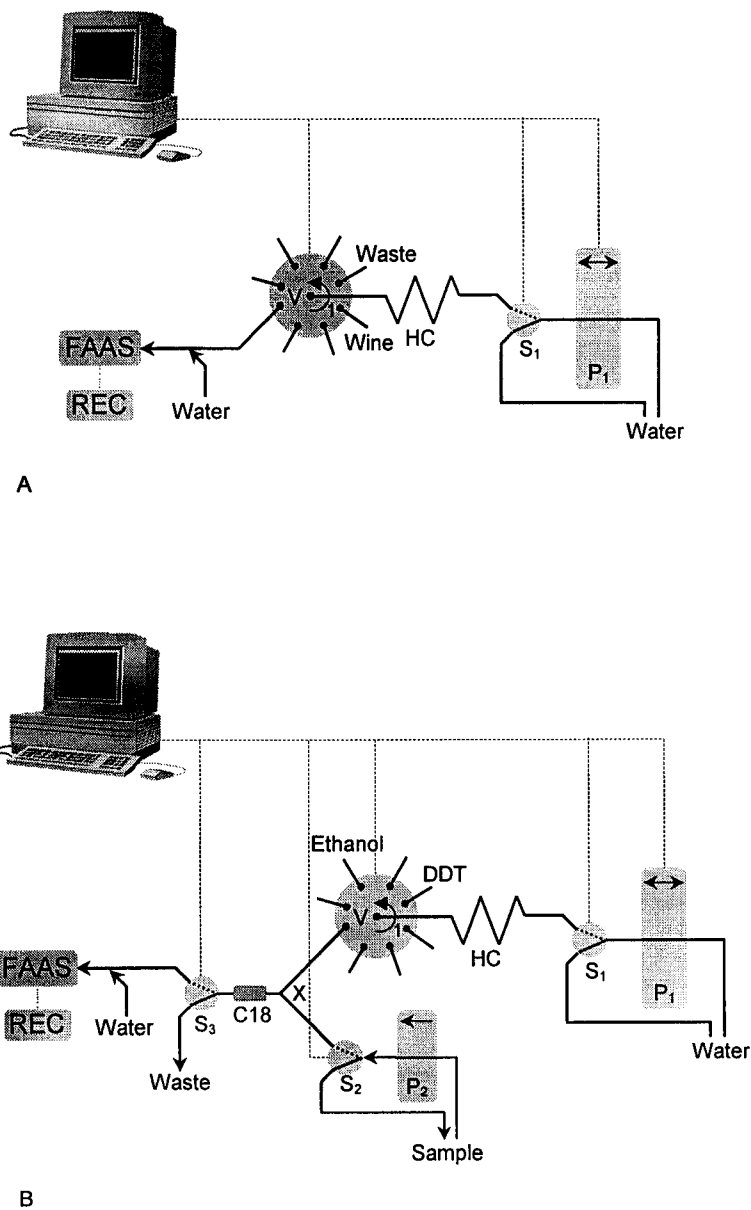 Waste
V
1
Wine
HC
S₁
P₁
FAAS
REC
Water
Water
A
Ethanol
DDT
V
1
HC
S₁
P₁
FAAS
REC
Water
S₃
C18
X
Waste
S₂
P₂
Water
Sample
B